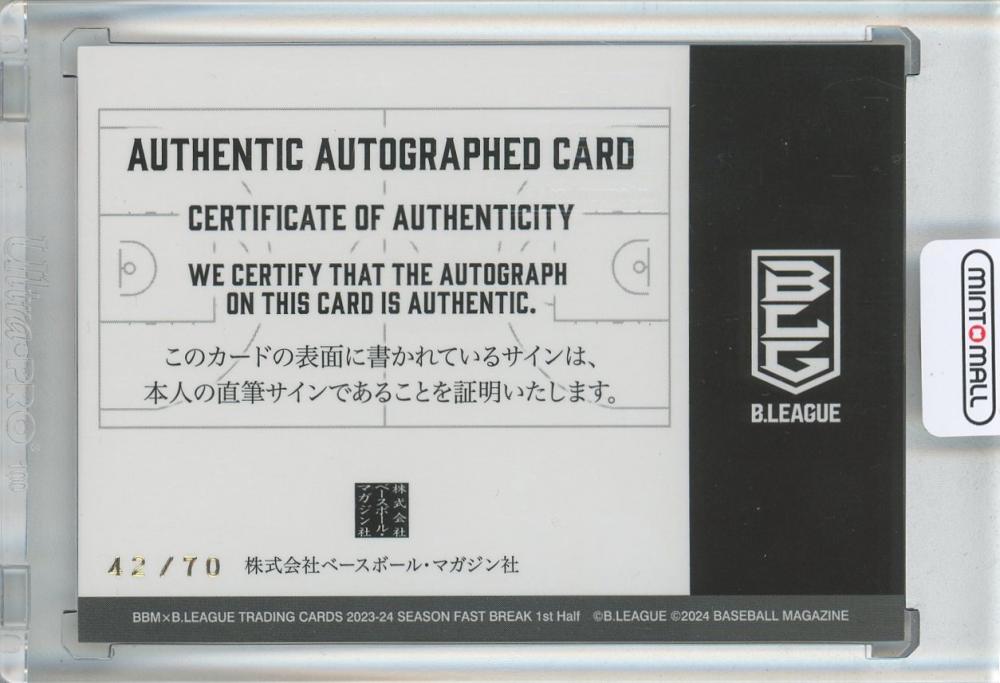 AUTHENTIC AUTOGRAPHED CARD
CERTIFICATE OF AUTHENTICITY
WE CERTIFY THAT THE AUTOGRAPH
ON THIS CARD IS AUTHENTIC.
このカードの表面に書かれているサインは、
本人の直筆サインであることを証明いたします。
株式会社
ベースボール・
マガジン社
42/70
株式会社ベースボール・マガジン社
B.LEAGUE
BBM×B.LEAGUE TRADING CARDS 2023-24 SEASON FAST BREAK 1st Half ©B.LEAGUE ©2024 BASEBALL MAGAZINE
MINTOMALL
Ultra•PRO®
100